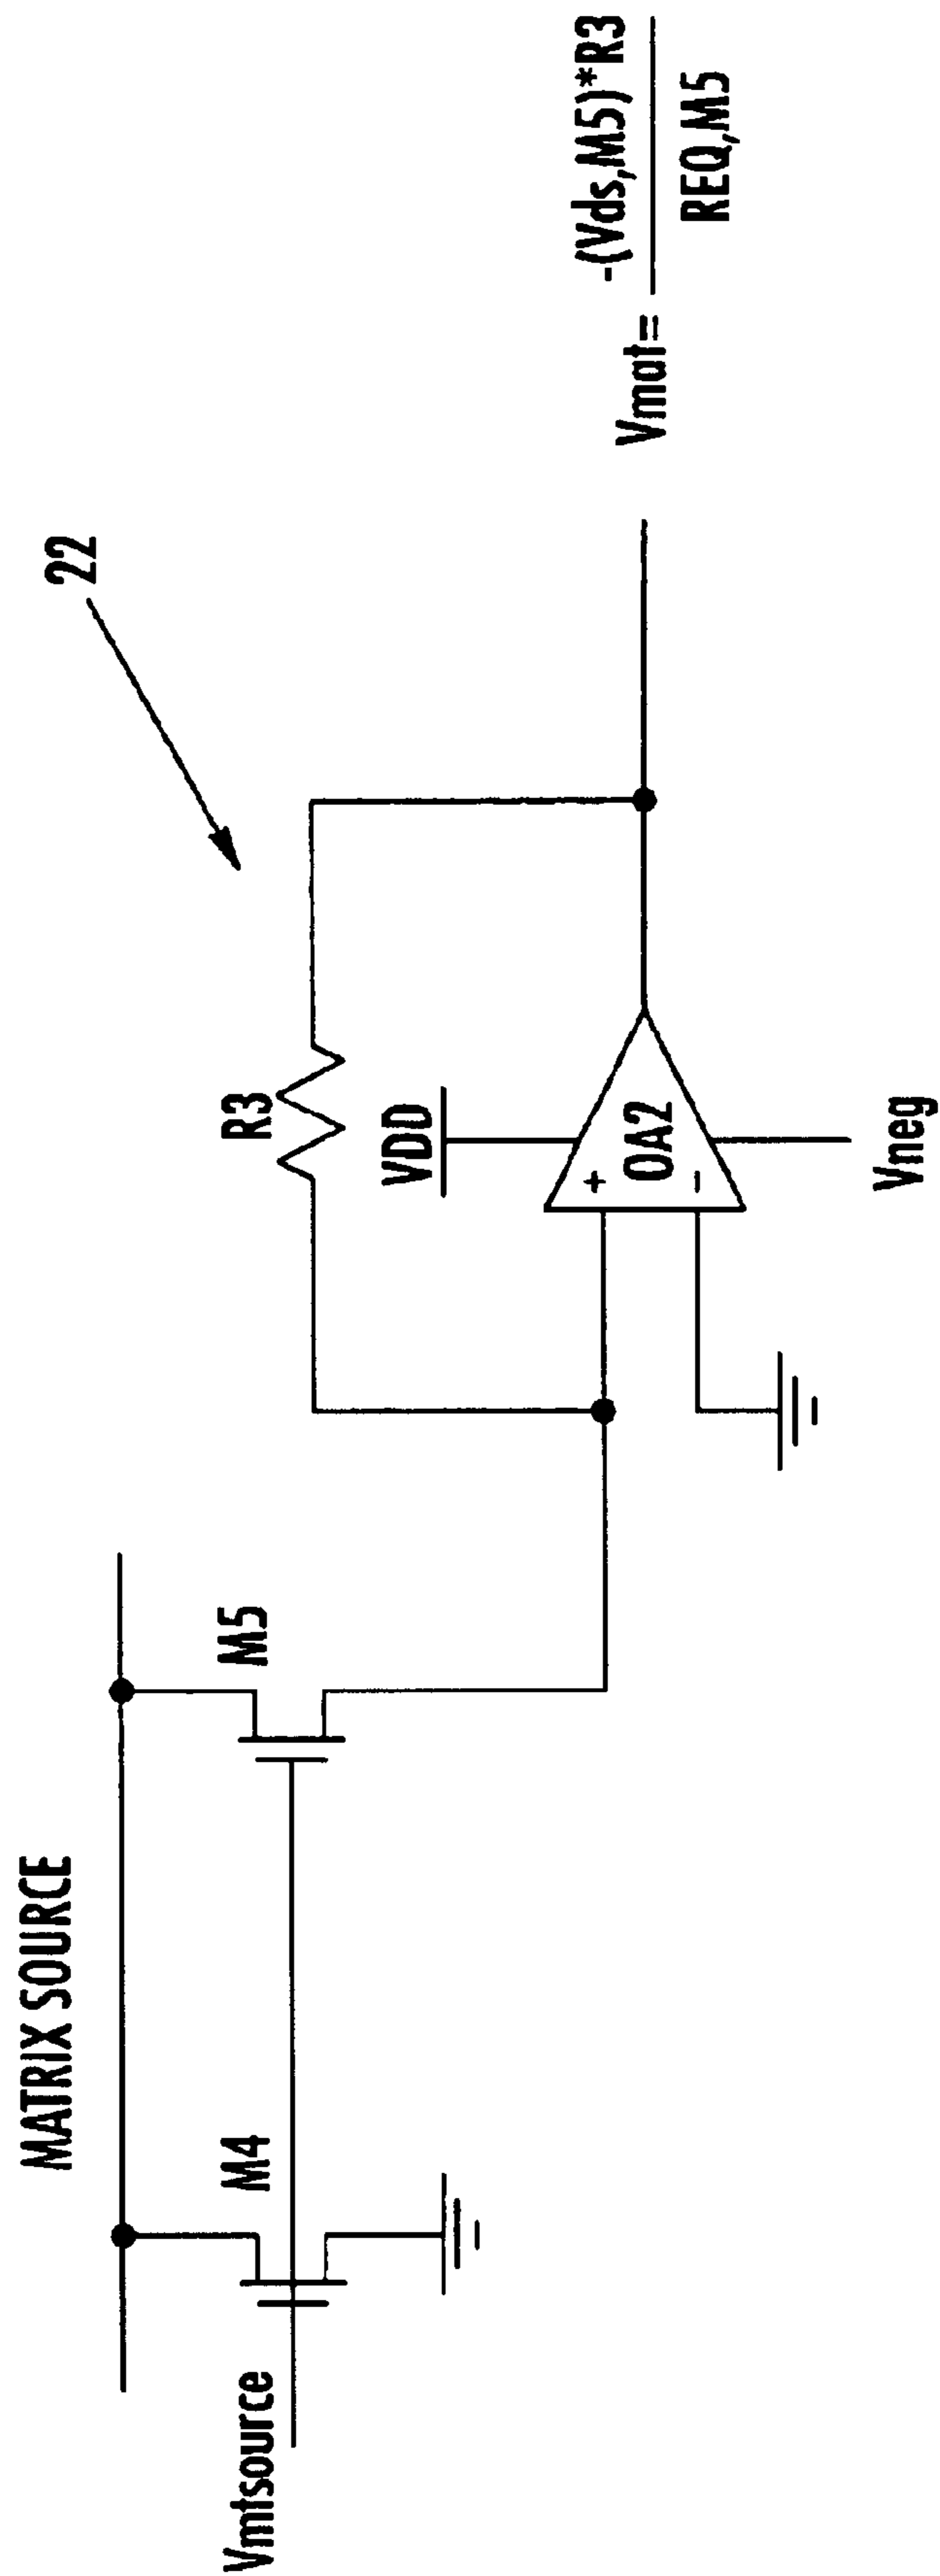 MATRIX SOURCE
22
M4
M5
R3
Vmtsource
VDD
+
OA2
−
Vneg
Vmat= -(Vds,M5)*R3
REQ,M5